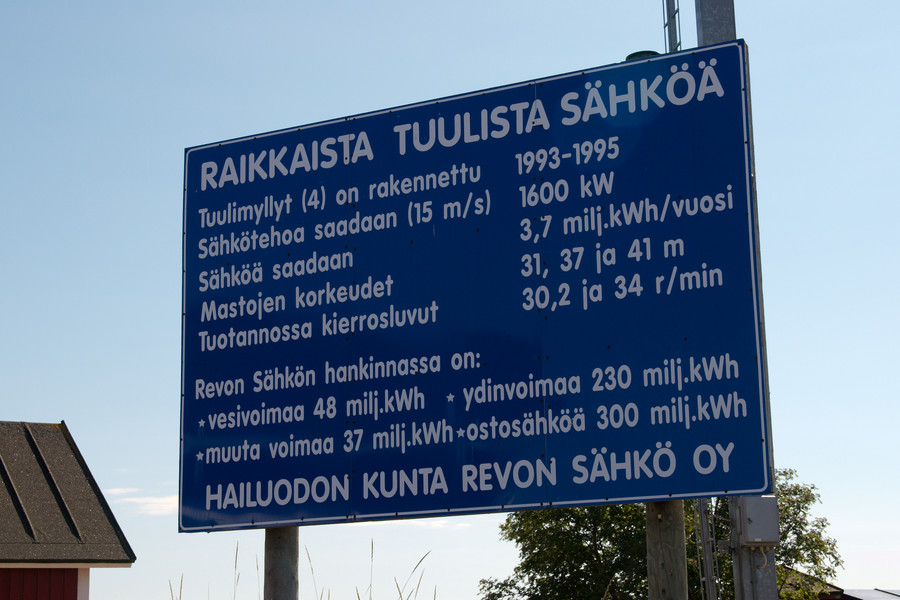 RAIKKAISTA TUULISTA SÄHKÖÄ
Tuulimyllyt (4) on rakennettu 1993-1995
Sähkötehoa saadaan (15 m/s) 1600 kW
Sähköä saadaan 3,7 milj.kWh/vuosi
Mastojen korkeudet 31, 37 ja 41 m
Tuotannossa kierrosluvut 30,2 ja 34 r/min
Revon Sähkön hankinnassa on:
*vesivoimaa 48 milj.kWh *ydinvoimaa 230 milj.kWh
*muuta voimaa 37 milj.kWh *ostosähköä 300 milj.kWh
HAILUODON KUNTA REVON SÄHKÖ OY